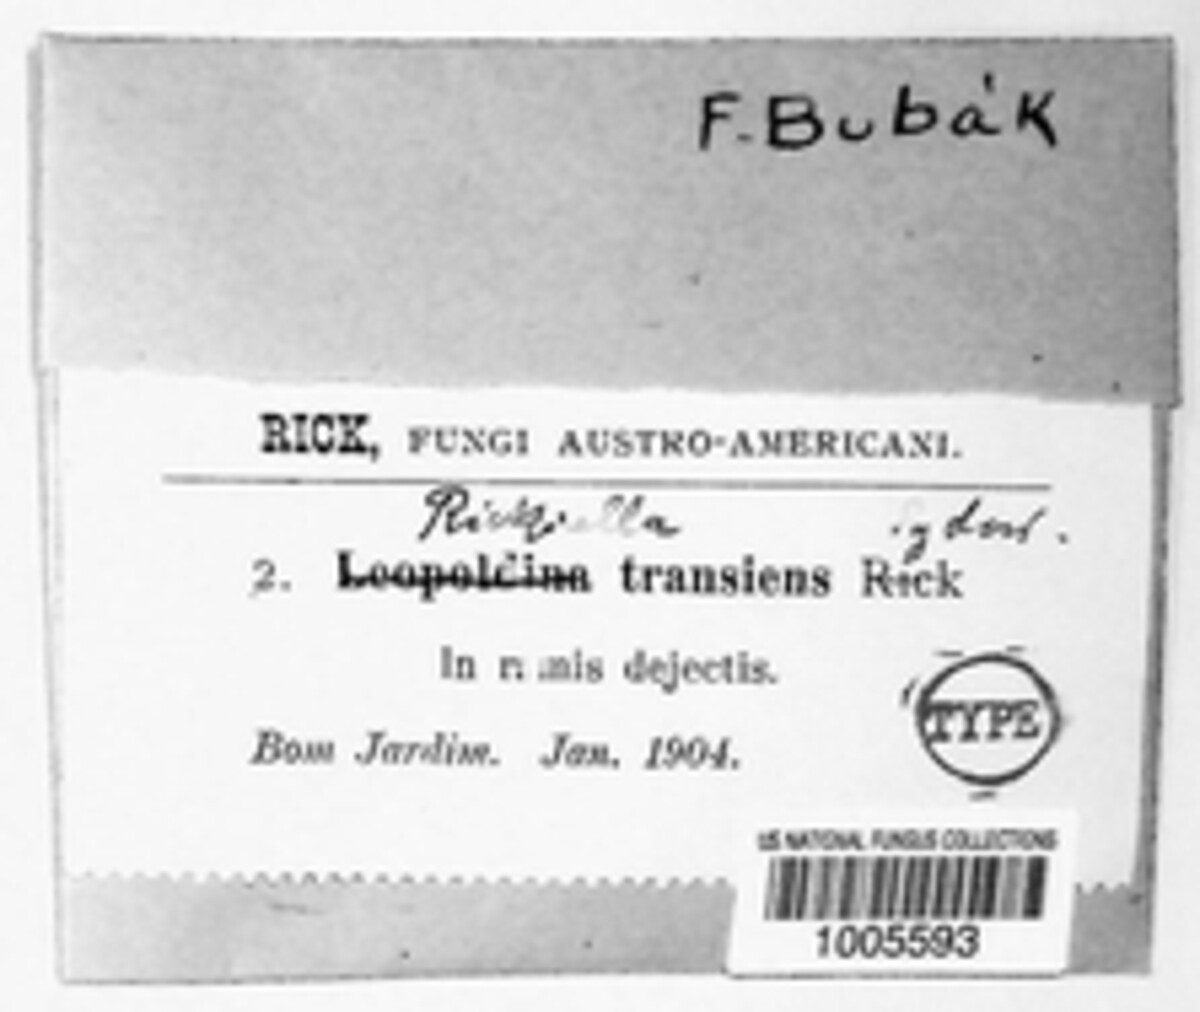 F. Bubák
RICK, FUNGI AUSTRO-AMERICANI.
Rickiella Sydow.
2. Leopoldina transiens Rick
In ramis dejectis.
Bom Jardim. Jan. 1904.
TYPE
US NATIONAL FUNGUS COLLECTIONS
1005593